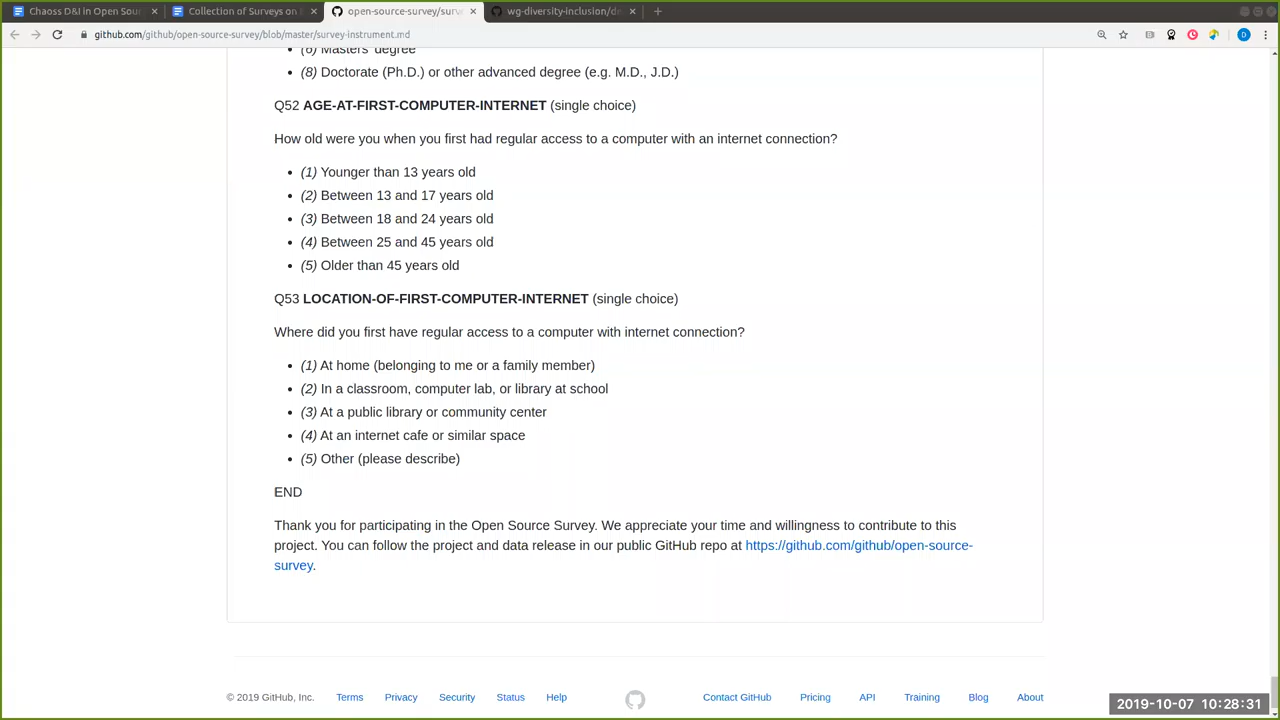 Chaoss D&I in Open Sour
Collection of Surveys on
open-source-survey/surv
wg-diversity-inclusion/de
github.com/github/open-source-survey/blob/master/survey-instrument.md
D
(6) Masters' degree
(8) Doctorate (Ph.D.) or other advanced degree (e.g. M.D., J.D.)
Q52 AGE-AT-FIRST-COMPUTER-INTERNET (single choice)
How old were you when you first had regular access to a computer with an internet connection?
(1) Younger than 13 years old
(2) Between 13 and 17 years old
(3) Between 18 and 24 years old
(4) Between 25 and 45 years old
(5) Older than 45 years old
Q53 LOCATION-OF-FIRST-COMPUTER-INTERNET (single choice)
Where did you first have regular access to a computer with internet connection?
(1) At home (belonging to me or a family member)
(2) In a classroom, computer lab, or library at school
(3) At a public library or community center
(4) At an internet cafe or similar space
(5) Other (please describe)
END
Thank you for participating in the Open Source Survey. We appreciate your time and willingness to contribute to this
project. You can follow the project and data release in our public GitHub repo at https://github.com/github/open-source-
survey.
© 2019 GitHub, Inc. Terms Privacy Security Status Help Contact GitHub Pricing API Training Blog About
2019-10-07 10:28:31